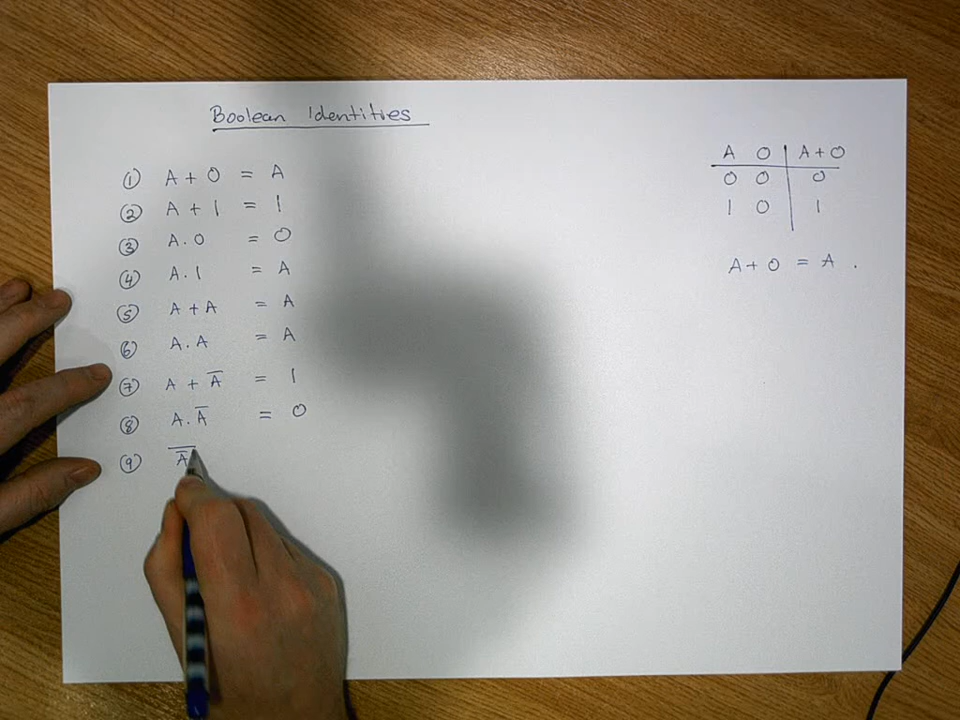 Boolean Identities
① A + 0 = A
② A + 1 = 1
③ A . 0 = 0
④ A . 1 = A
⑤ A + A = A
⑥ A . A = A
⑦ A + A̅ = 1
⑧ A . A̅ = 0
⑨ A̿
A 0 | A + 0
0 0 | 0
1 0 | 1
A + 0 = A .